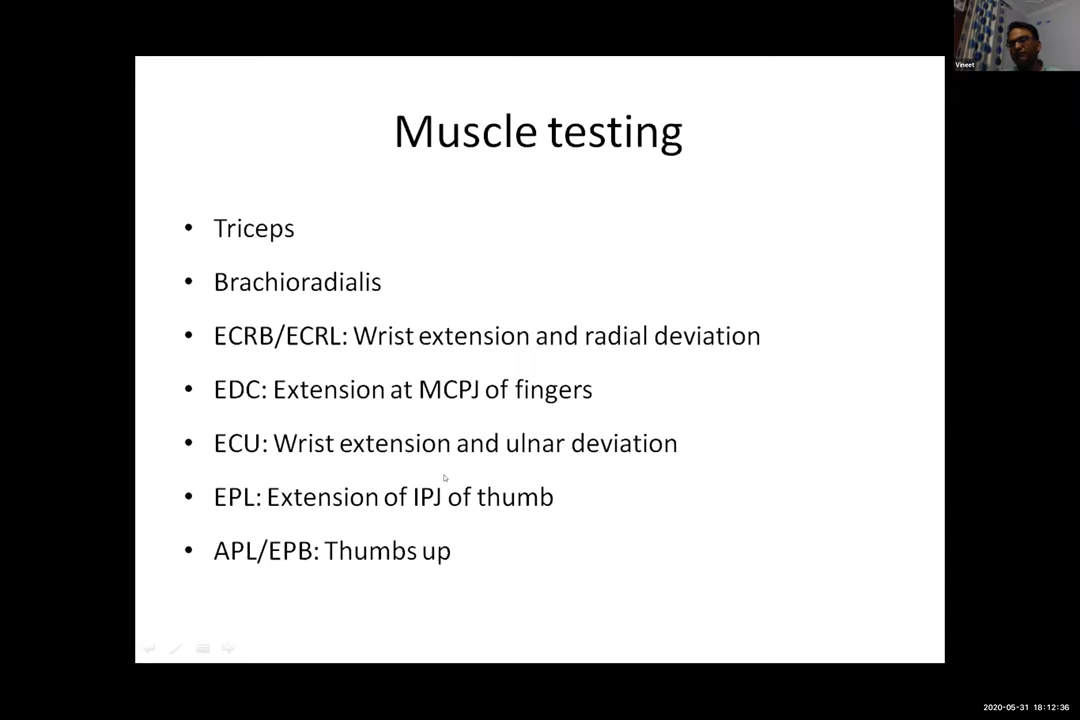 Vineet
Muscle testing
• Triceps
• Brachioradialis
• ECRB/ECRL: Wrist extension and radial deviation
• EDC: Extension at MCPJ of fingers
• ECU: Wrist extension and ulnar deviation
• EPL: Extension of IPJ of thumb
• APL/EPB: Thumbs up
2020-05-31 18:12:36